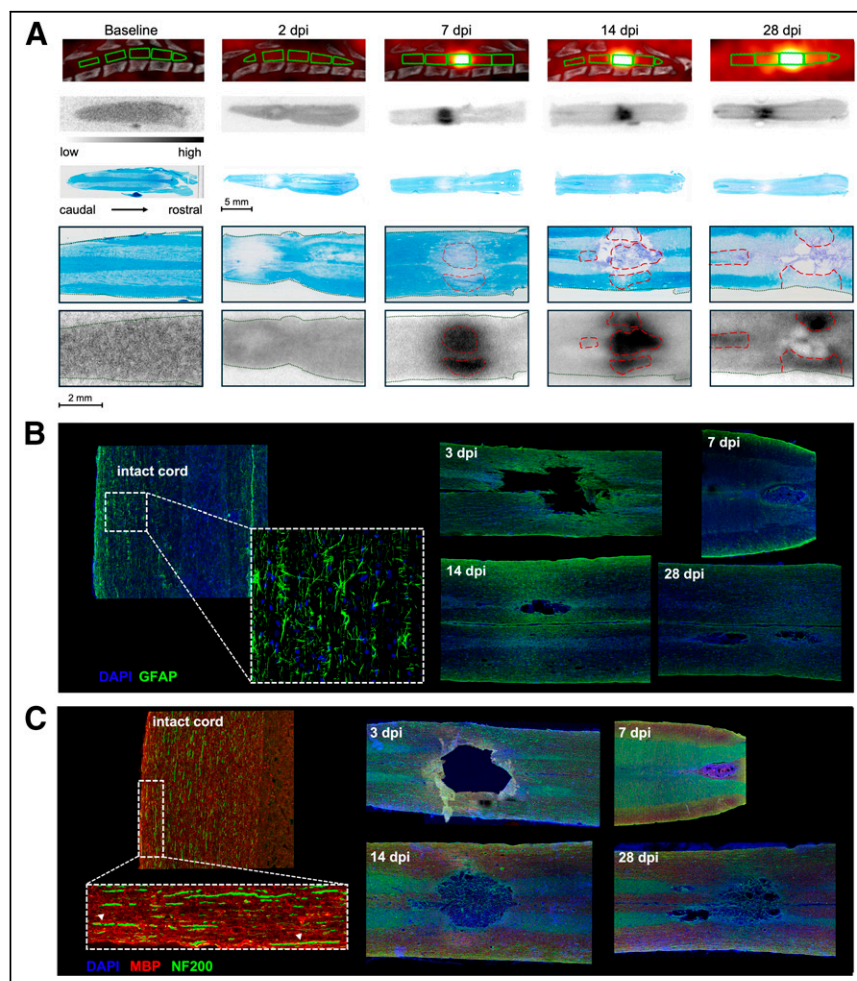 A
Baseline 2 dpi 7 dpi 14 dpi 28 dpi
low high
caudal rostral 5 mm
2 mm
B
intact cord
3 dpi
7 dpi
14 dpi
28 dpi
DAPI GFAP
C
intact cord
3 dpi
7 dpi
14 dpi
28 dpi
DAPI MBP NF200